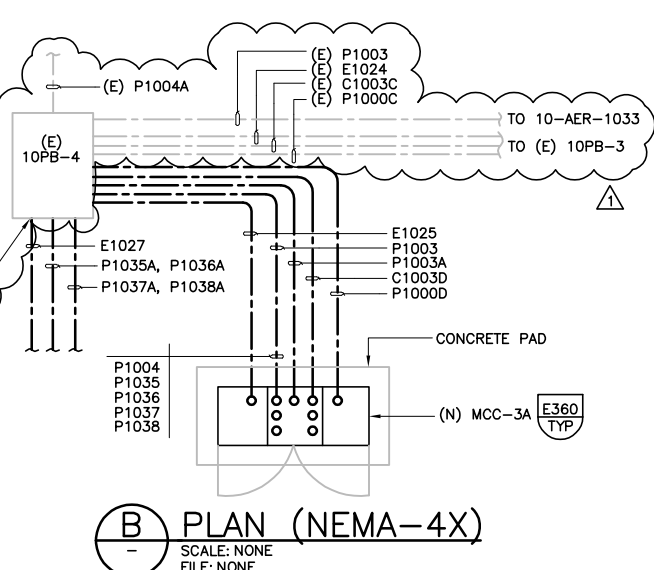 (E) P1003
(E) E1024
(E) C1003C
(E) P1000C
(E) P1004A
TO 10-AER-1033
(E)
10PB-4
TO (E) 10PB-3
1
E1025
P1003
P1003A
C1003D
P1000D
E1027
P1035A, P1036A
P1037A, P1038A
CONCRETE PAD
P1004
P1035
P1036
P1037
P1038
(N) MCC-3A
E360
TYP
B
-
PLAN (NEMA-4X)
SCALE: NONE
FILE: NONE